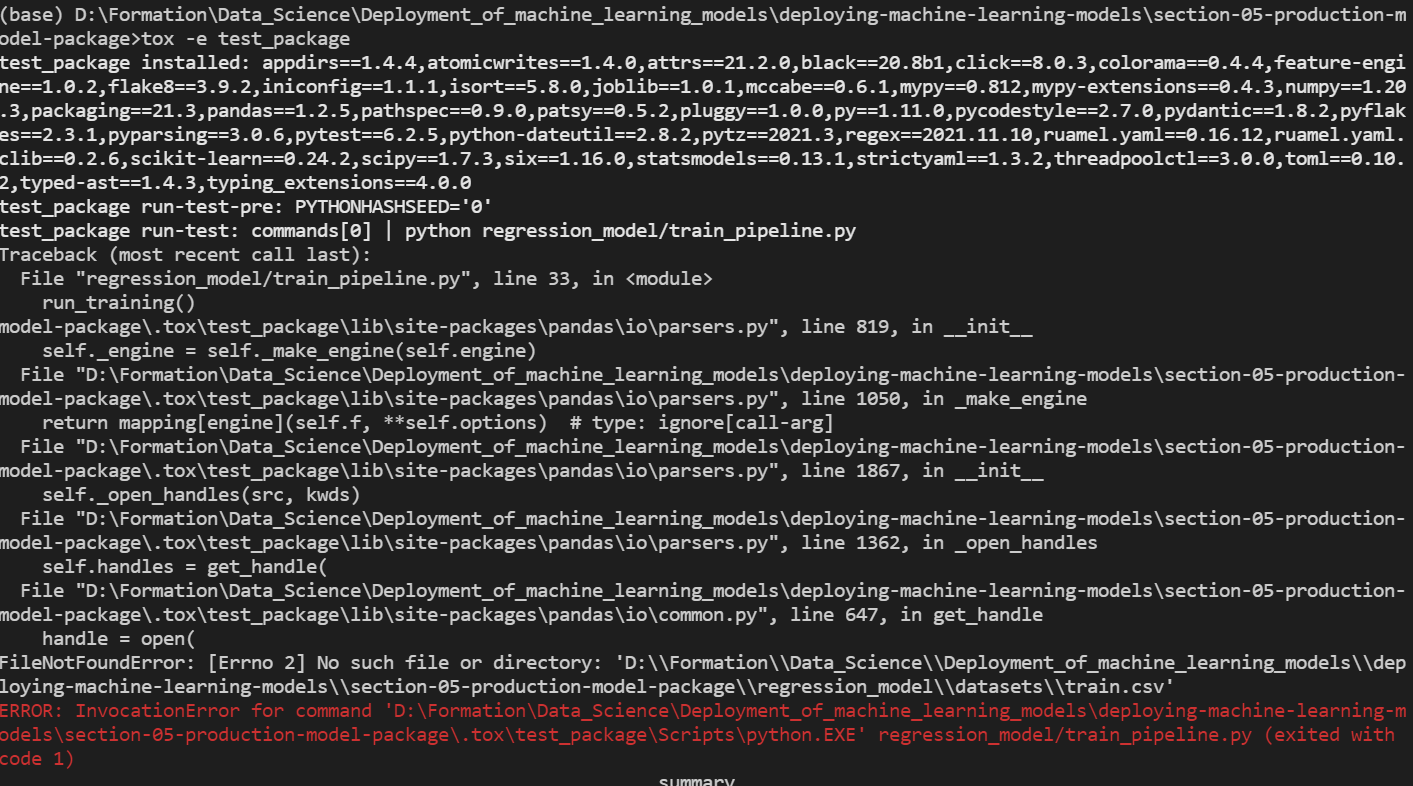 (base) D:\Formation\Data_Science\Deployment_of_machine_learning_models\deploying-machine-learning-models\section-05-production-m
odel-package>tox -e test_package
test_package installed: appdirs==1.4.4,atomicwrites==1.4.0,attrs==21.2.0,black==20.8b1,click==8.0.3,colorama==0.4.4,feature-engi
ne==1.0.2,flake8==3.9.2,iniconfig==1.1.1,isort==5.8.0,joblib==1.0.1,mccabe==0.6.1,mypy==0.812,mypy-extensions==0.4.3,numpy==1.20
.3,packaging==21.3,pandas==1.2.5,pathspec==0.9.0,patsy==0.5.2,pluggy==1.0.0,py==1.11.0,pycodestyle==2.7.0,pydantic==1.8.2,pyflak
es==2.3.1,pyparsing==3.0.6,pytest==6.2.5,python-dateutil==2.8.2,pytz==2021.3,regex==2021.11.10,ruamel.yaml==0.16.12,ruamel.yaml.
clib==0.2.6,scikit-learn==0.24.2,scipy==1.7.3,six==1.16.0,statsmodels==0.13.1,strictyaml==1.3.2,threadpoolctl==3.0.0,toml==0.10.
2,typed-ast==1.4.3,typing_extensions==4.0.0
test_package run-test-pre: PYTHONHASHSEED='0'
test_package run-test: commands[0] | python regression_model/train_pipeline.py
Traceback (most recent call last):
  File "regression_model/train_pipeline.py", line 33, in <module>
    run_training()
model-package\.tox\test_package\lib\site-packages\pandas\io\parsers.py", line 819, in __init__
    self._engine = self._make_engine(self.engine)
  File "D:\Formation\Data_Science\Deployment_of_machine_learning_models\deploying-machine-learning-models\section-05-production-
model-package\.tox\test_package\lib\site-packages\pandas\io\parsers.py", line 1050, in _make_engine
    return mapping[engine](self.f, **self.options)  # type: ignore[call-arg]
  File "D:\Formation\Data_Science\Deployment_of_machine_learning_models\deploying-machine-learning-models\section-05-production-
model-package\.tox\test_package\lib\site-packages\pandas\io\parsers.py", line 1867, in __init__
    self._open_handles(src, kwds)
  File "D:\Formation\Data_Science\Deployment_of_machine_learning_models\deploying-machine-learning-models\section-05-production-
model-package\.tox\test_package\lib\site-packages\pandas\io\parsers.py", line 1362, in _open_handles
    self.handles = get_handle(
  File "D:\Formation\Data_Science\Deployment_of_machine_learning_models\deploying-machine-learning-models\section-05-production-
model-package\.tox\test_package\lib\site-packages\pandas\io\common.py", line 647, in get_handle
    handle = open(
FileNotFoundError: [Errno 2] No such file or directory: 'D:\\Formation\\Data_Science\\Deployment_of_machine_learning_models\\dep
loying-machine-learning-models\\section-05-production-model-package\\regression_model\\datasets\\train.csv'
ERROR: InvocationError for command 'D:\Formation\Data_Science\Deployment_of_machine_learning_models\deploying-machine-learning-m
odels\section-05-production-model-package\.tox\test_package\Scripts\python.EXE' regression_model/train_pipeline.py (exited with
code 1)
summary